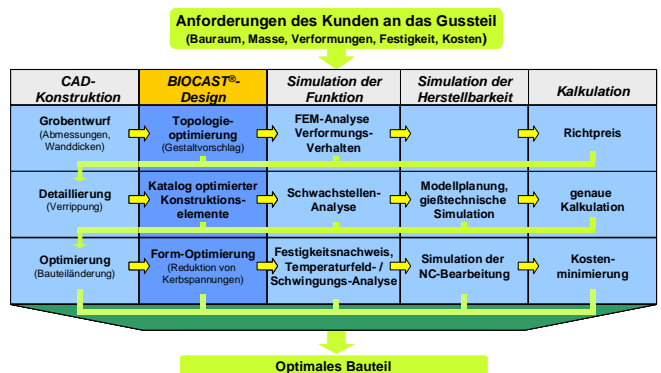 Anforderungen des Kunden an das Gussteil
(Bauraum, Masse, Verformungen, Festigkeit, Kosten)
CAD-
Konstruktion
BIOCAST®-
Design
Simulation der
Funktion
Simulation der
Herstellbarkeit
Kalkulation
Grobentwurf
(Abmessungen,
Wanddicken)
Topologie-
optimierung
(Gestaltvorschlag)
FEM-Analyse
Verformungs-
Verhalten
Richtpreis
Detaillierung
(Verrippung)
Katalog optimierter
Konstruktions-
elemente
Schwachstellen-
Analyse
Modellplanung,
gießtechnische
Simulation
genaue
Kalkulation
Optimierung
(Bauteiländerung)
Form-Optimierung
(Reduktion von
Kerbspannungen)
Festigkeitsnachweis,
Temperaturfeld- /
Schwingungs-Analyse
Simulation der
NC-Bearbeitung
Kosten-
minimierung
Optimales Bauteil